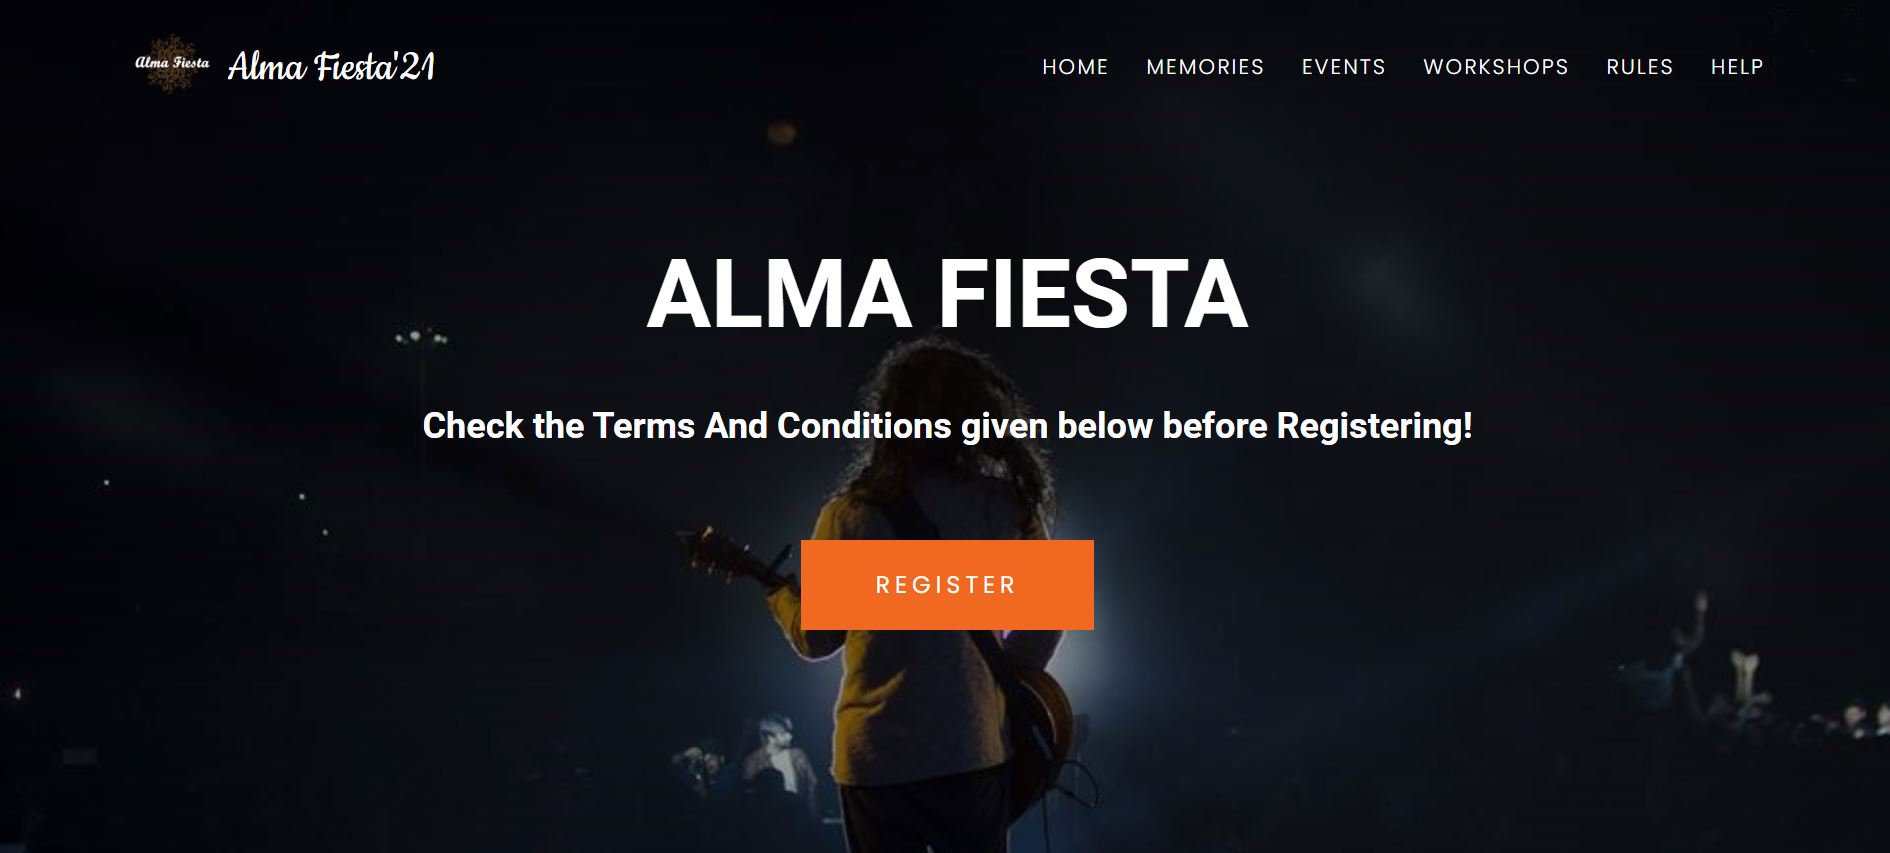 Alma Fiesta
Alma Fiesta'21
HOME MEMORIES EVENTS WORKSHOPS RULES HELP
ALMA FIESTA
Check the Terms And Conditions given below before Registering!
REGISTER